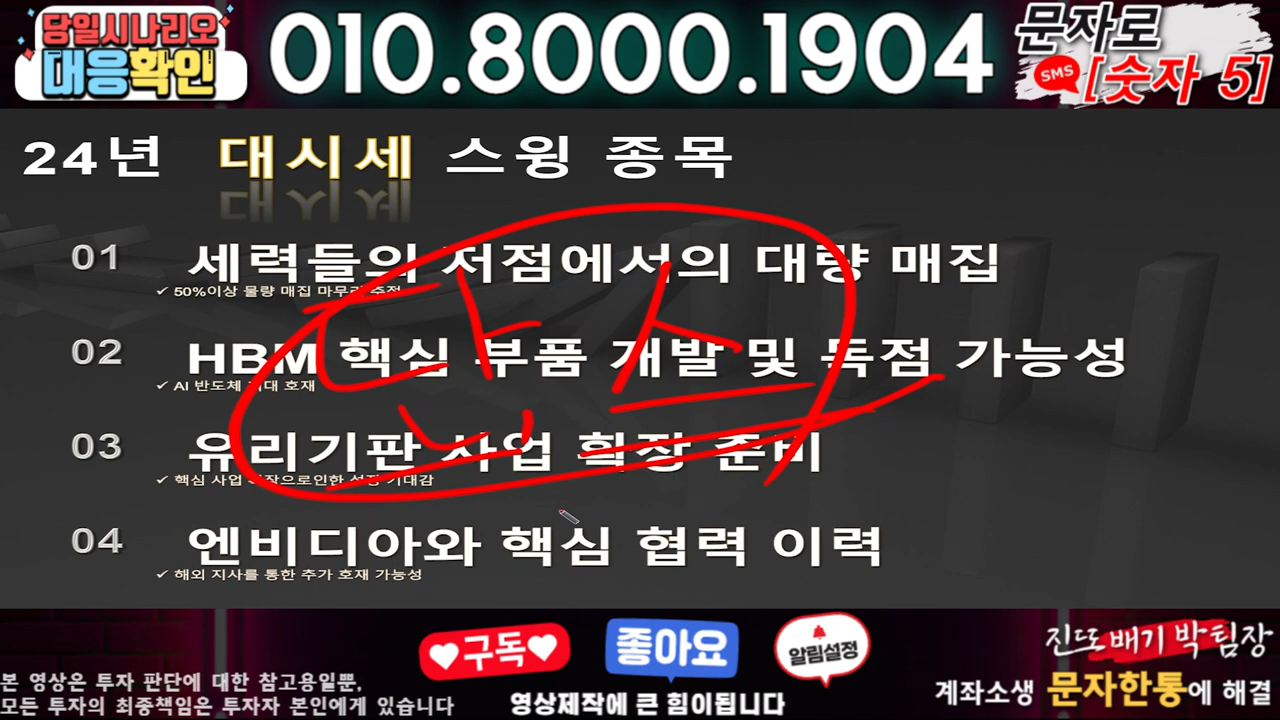 당일시나리오
대응확인
010.8000.1904
문자로
SMS [숫자 5]
24년 대시세 스윙 종목
01 세력들의 저점에서의 대량 매집
✓ 50%이상 물량 매집 마무리 추정
02 HBM 핵심 부품 개발 및 독점 가능성
✓ AI 반도체 최대 호재
03 유리기판 사업 확장 준비
✓ 핵심 사업 확장으로인한 성장 기대감
단스
04 엔비디아와 핵심 협력 이력
✓ 해외 지사를 통한 추가 호재 가능성
구독
좋아요
알림설정
영상제작에 큰 힘이됩니다
본 영상은 투자 판단에 대한 참고용일뿐,
모든 투자의 최종책임은 투자자 본인에게 있습니다
진또배기 박팀장
계좌소생 문자한통에 해결